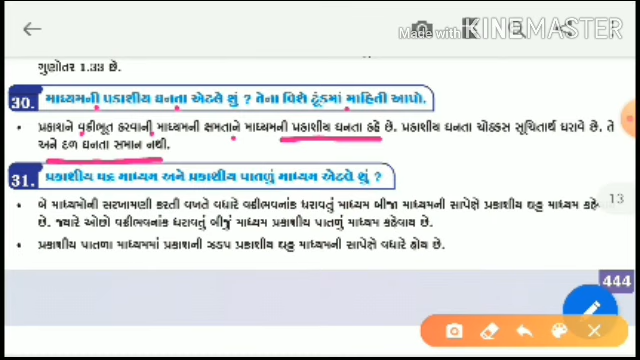 Made with KINEMASTER
ગુણોતર 1.33 છે.
30. માધ્યમની પ્રકાશીય ઘનતા એટલે શું ? તેના વિશે ટૂંકમાં માહિતી આપો.
• પ્રકાશને વક્રીભૂત કરવાની માધ્યમની ક્ષમતાને માધ્યમની પ્રકાશીય ઘનતા કહે છે. પ્રકાશીય ઘનતા ચોક્કસ સૂચિતાર્થ ધરાવે છે. તે
અને દળ ઘનતા સમાન નથી.
31. પ્રકાશીય ઘટ્ટ માધ્યમ અને પ્રકાશીય પાતળું માધ્યમ એટલે શું ?
• બે માધ્યમોની સરખામણી કરતી વખતે વધારે વક્રીભવનાંક ધરાવતું માધ્યમ બીજા માધ્યમની સાપેક્ષે પ્રકાશીય ઘટ્ટ માધ્યમ કહે
છે. જ્યારે ઓછો વક્રીભવનાંક ધરાવતું બીજું માધ્યમ પ્રકાશીય પાતળું માધ્યમ કહેવાય છે.
13
• પ્રકાશીય પાતળા માધ્યમમાં પ્રકાશની ઝડપ પ્રકાશીય ઘટ્ટ માધ્યમની સાપેક્ષે વધારે હોય છે.
444